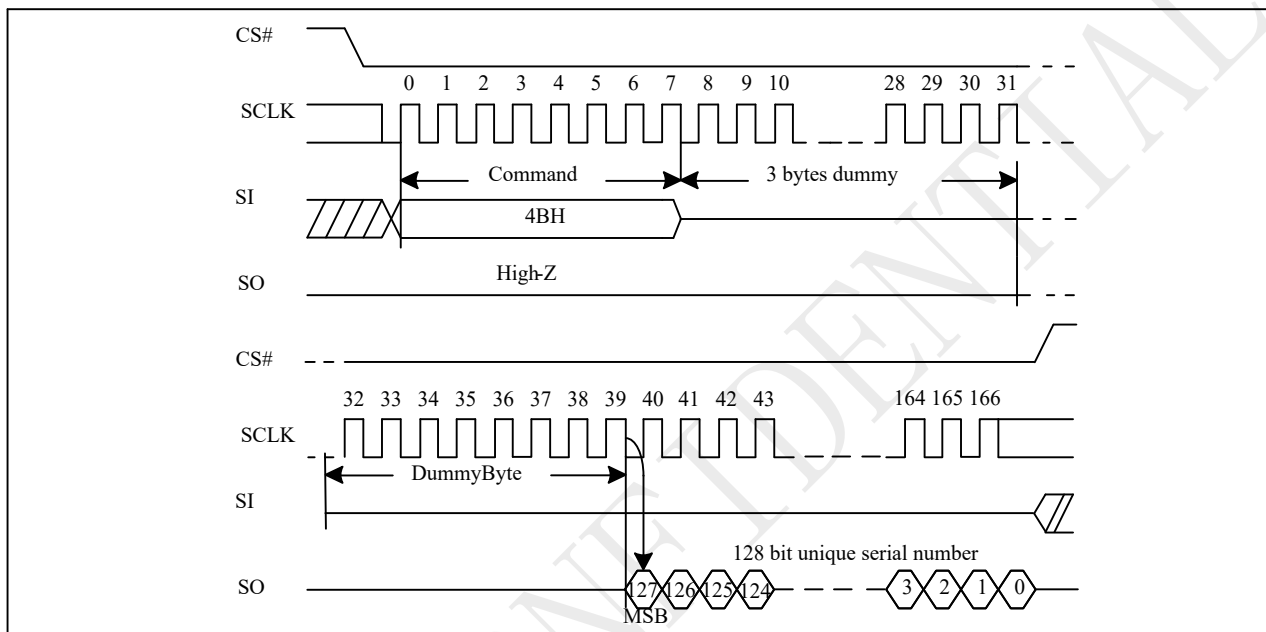 CS#
0 1 2 3 4 5 6 7 8 9 10 28 29 30 31
SCLK
Command 3 bytes dummy
SI
4BH
High-Z
SO
CS#
32 33 34 35 36 37 38 39 40 41 42 43 164 165 166
SCLK
DummyByte
SI
128 bit unique serial number
SO 127 126 125 124 3 2 1 0
MSB